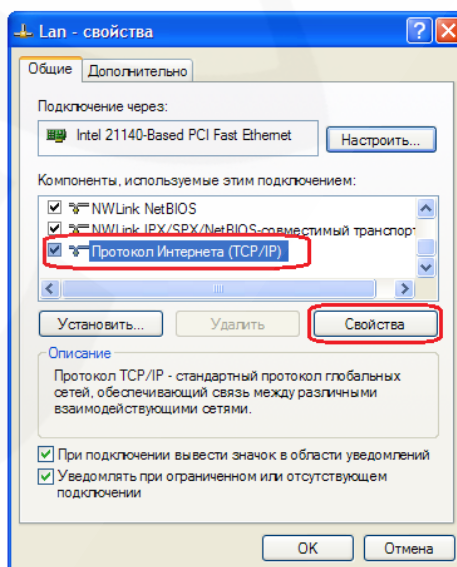 Lan - свойства
Общие Дополнительно
Подключение через:
Intel 21140-Based PCI Fast Ethernet Настроить...
Компоненты, используемые этим подключением:
NWLink NetBIOS
NWLink IPX/SPX/NetBIOS-совместимый транспорт
Протокол Интернета (TCP/IP)
Установить... Удалить Свойства
Описание
Протокол TCP/IP - стандартный протокол глобальных
сетей, обеспечивающий связь между различными
взаимодействующими сетями.
При подключении вывести значок в области уведомлений
Уведомлять при ограниченном или отсутствующем
подключении
OK Отмена